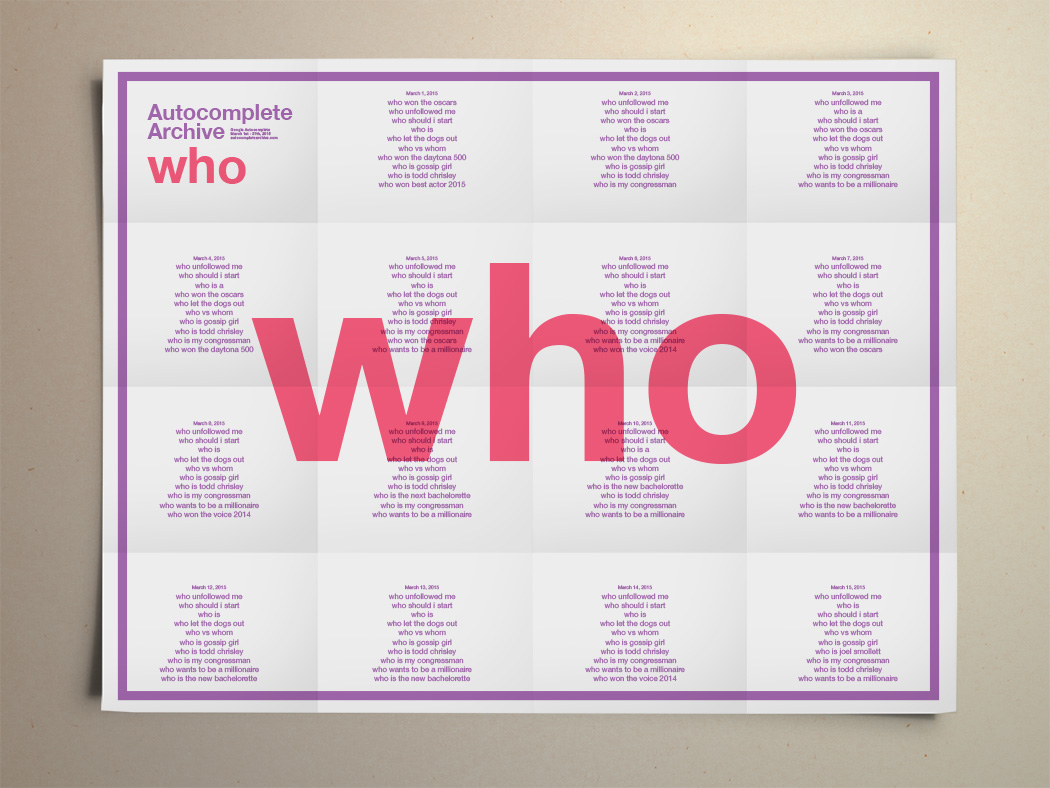 Autocomplete
Archive
Google Autocomplete
autocompletearchive.com
who
March 1, 2015
who won the oscars
who unfollowed me
who should i start
who is
who let the dogs out
who vs whom
who won the daytona 500
who is gossip girl
who is todd chrisley
who won best actor 2015
March 2, 2015
who unfollowed me
who should i start
who won the oscars
who is
who let the dogs out
who vs whom
who won the daytona 500
who is gossip girl
who is todd chrisley
who is my congressman
March 3, 2015
who unfollowed me
who is a
who should i start
who won the oscars
who let the dogs out
who vs whom
who is gossip girl
who is todd chrisley
who is my congressman
who wants to be a millionaire
March 4, 2015
who unfollowed me
who should i start
who is a
who won the oscars
who let the dogs out
who vs whom
who is gossip girl
who is todd chrisley
who is my congressman
who won the daytona 500
March 5, 2015
who unfollowed me
who should i start
who is
who let the dogs out
who vs whom
who is gossip girl
who is todd chrisley
who is my congressman
who won the oscars
who wants to be a millionaire
March 6, 2015
who unfollowed me
who should i start
who is
who let the dogs out
who vs whom
who is gossip girl
who is todd chrisley
who is my congressman
who wants to be a millionaire
who won the voice 2014
March 7, 2015
who unfollowed me
who should i start
who is
who let the dogs out
who vs whom
who is gossip girl
who is todd chrisley
who is my congressman
who wants to be a millionaire
who won the oscars
who
March 8, 2015
who unfollowed me
who should i start
who is
who let the dogs out
who vs whom
who is gossip girl
who is todd chrisley
who is my congressman
who wants to be a millionaire
who won the voice 2014
March 9, 2015
who unfollowed me
who should i start
who is
who let the dogs out
who vs whom
who is gossip girl
who is todd chrisley
who is the next bachelorette
who is my congressman
who wants to be a millionaire
March 10, 2015
who unfollowed me
who should i start
who is a
who let the dogs out
who vs whom
who is gossip girl
who is the new bachelorette
who is todd chrisley
who is my congressman
who wants to be a millionaire
March 11, 2015
who unfollowed me
who should i start
who is
who let the dogs out
who vs whom
who is gossip girl
who is todd chrisley
who is my congressman
who is the new bachelorette
who wants to be a millionaire
March 12, 2015
who unfollowed me
who should i start
who is
who let the dogs out
who vs whom
who is gossip girl
who is todd chrisley
who is my congressman
who wants to be a millionaire
who is the new bachelorette
March 13, 2015
who unfollowed me
who should i start
who is
who let the dogs out
who vs whom
who is gossip girl
who is todd chrisley
who is my congressman
who wants to be a millionaire
who is the new bachelorette
March 14, 2015
who unfollowed me
who should i start
who is
who let the dogs out
who vs whom
who is gossip girl
who is todd chrisley
who is my congressman
who wants to be a millionaire
who won the voice 2014
March 15, 2015
who unfollowed me
who is
who should i start
who let the dogs out
who vs whom
who is gossip girl
who is joel smollett
who is my congressman
who is todd chrisley
who wants to be a millionaire